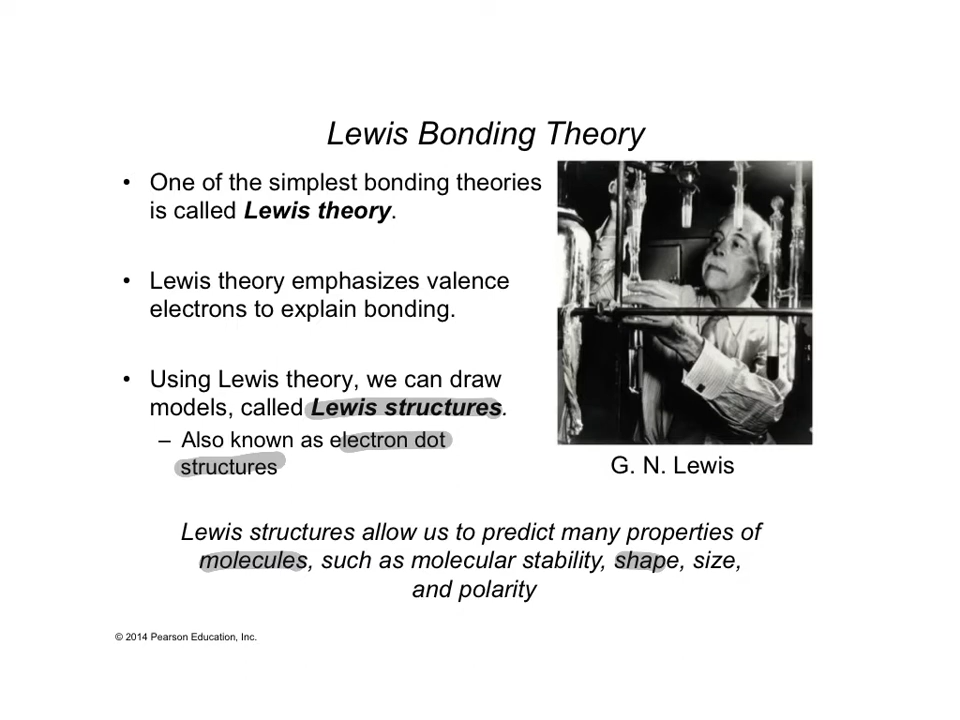 Lewis Bonding Theory
• One of the simplest bonding theories
is called Lewis theory.
• Lewis theory emphasizes valence
electrons to explain bonding.
• Using Lewis theory, we can draw
models, called Lewis structures.
– Also known as electron dot
structures
G. N. Lewis
Lewis structures allow us to predict many properties of
molecules, such as molecular stability, shape, size,
and polarity
© 2014 Pearson Education, Inc.